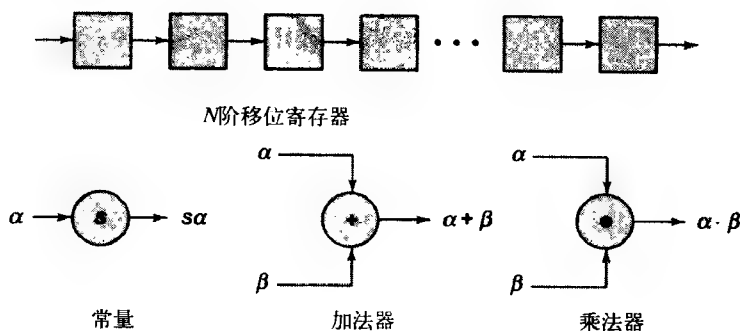 N阶移位寄存器
α s sα
α + α + β β
α • α · β β
常量 加法器 乘法器